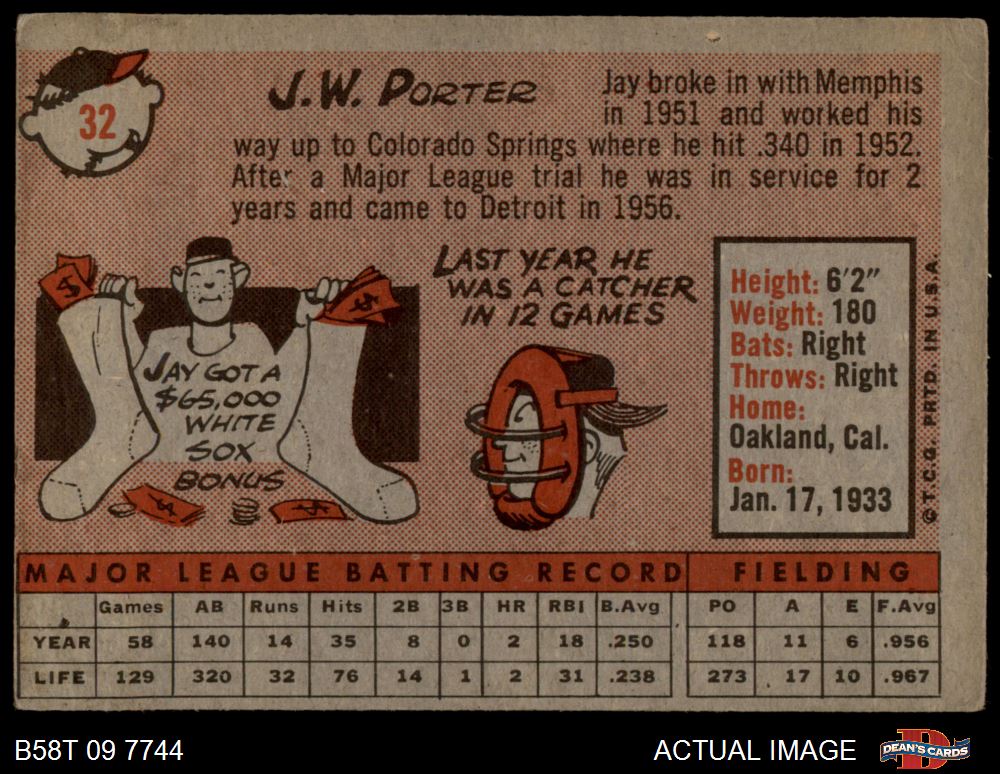 32
J.W. PORTER
Jay broke in with Memphis
in 1951 and worked his
way up to Colorado Springs where he hit .340 in 1952.
After a Major League trial he was in service for 2
years and came to Detroit in 1956.
$
$
JAY GOT A
$65,000
WHITE
SOX
BONUS
LAST YEAR HE
WAS A CATCHER
IN 12 GAMES
Height: 6'2"
Weight: 180
Bats: Right
Throws: Right
Home:
Oakland, Cal.
Born:
Jan. 17, 1933
© T.C.G. PRTD. IN U.S.A.
MAJOR LEAGUE BATTING RECORD FIELDING
Games AB Runs Hits 2B 3B HR RBI B.Avg PO A E F.Avg
YEAR 58 140 14 35 8 0 2 18 .250 118 11 6 .956
LIFE 129 320 32 76 14 1 2 31 .238 273 17 10 .967
B58T 09 7744
ACTUAL IMAGE
D
DEAN'S CARDS